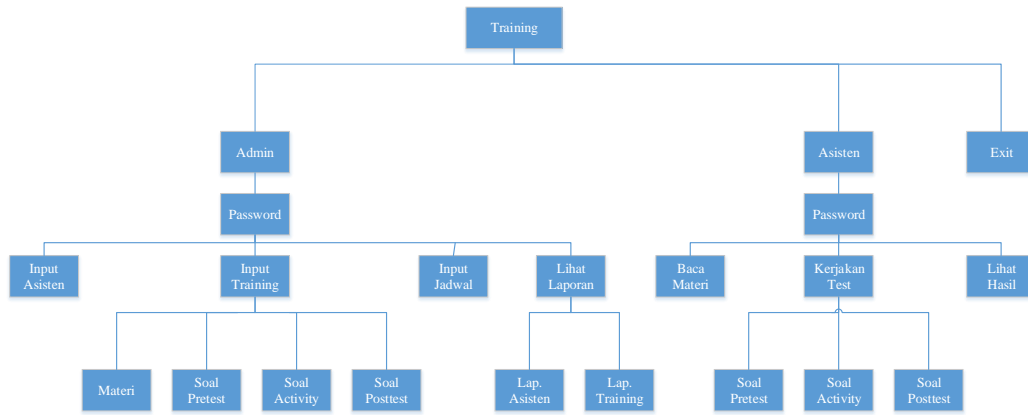 Training
Admin
Asisten
Exit
Password
Password
Input
Asisten
Input
Training
Input
Jadwal
Lihat
Laporan
Baca
Materi
Kerjakan
Test
Lihat
Hasil
Materi
Soal
Pretest
Soal
Activity
Soal
Posttest
Lap.
Asisten
Lap.
Training
Soal
Pretest
Soal
Activity
Soal
Posttest